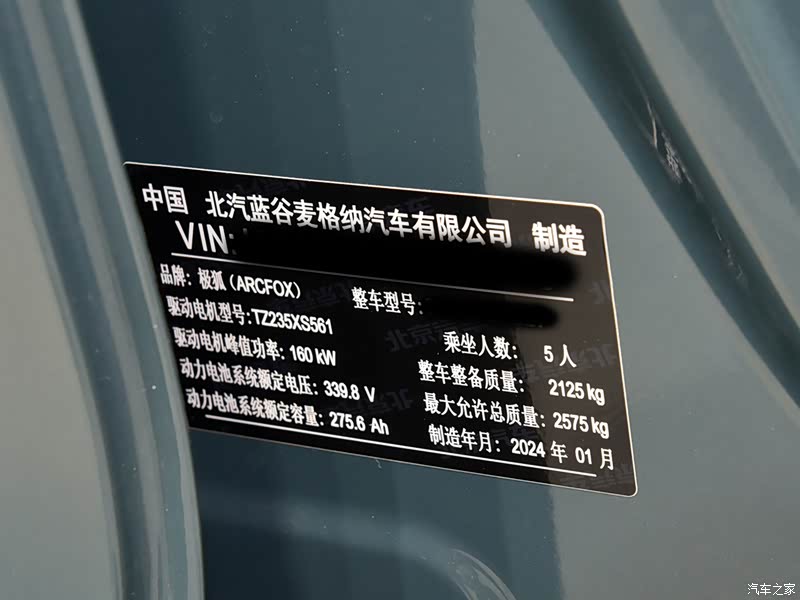 中国 北汽蓝谷麦格纳汽车有限公司 制造
VIN:
品牌: 极狐 (ARCFOX)
整车型号:
驱动电机型号:TZ235XS561
乘坐人数: 5 人
驱动电机峰值功率: 160 kW
整车整备质量: 2125 kg
动力电池系统额定电压: 339.8 V
最大允许总质量: 2575 kg
动力电池系统额定容量: 275.6 Ah
制造年月: 2024 年 01 月
汽车之家